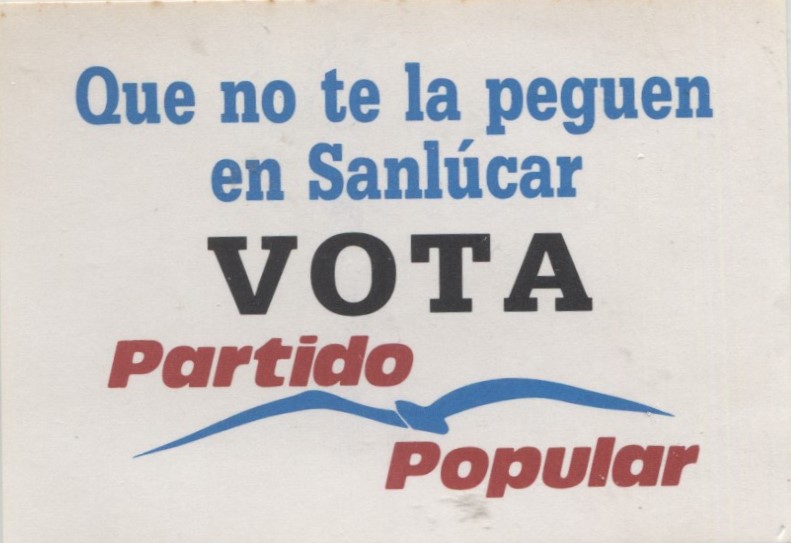 Que no te la peguen
en Sanlúcar
VOTA
Partido
Popular